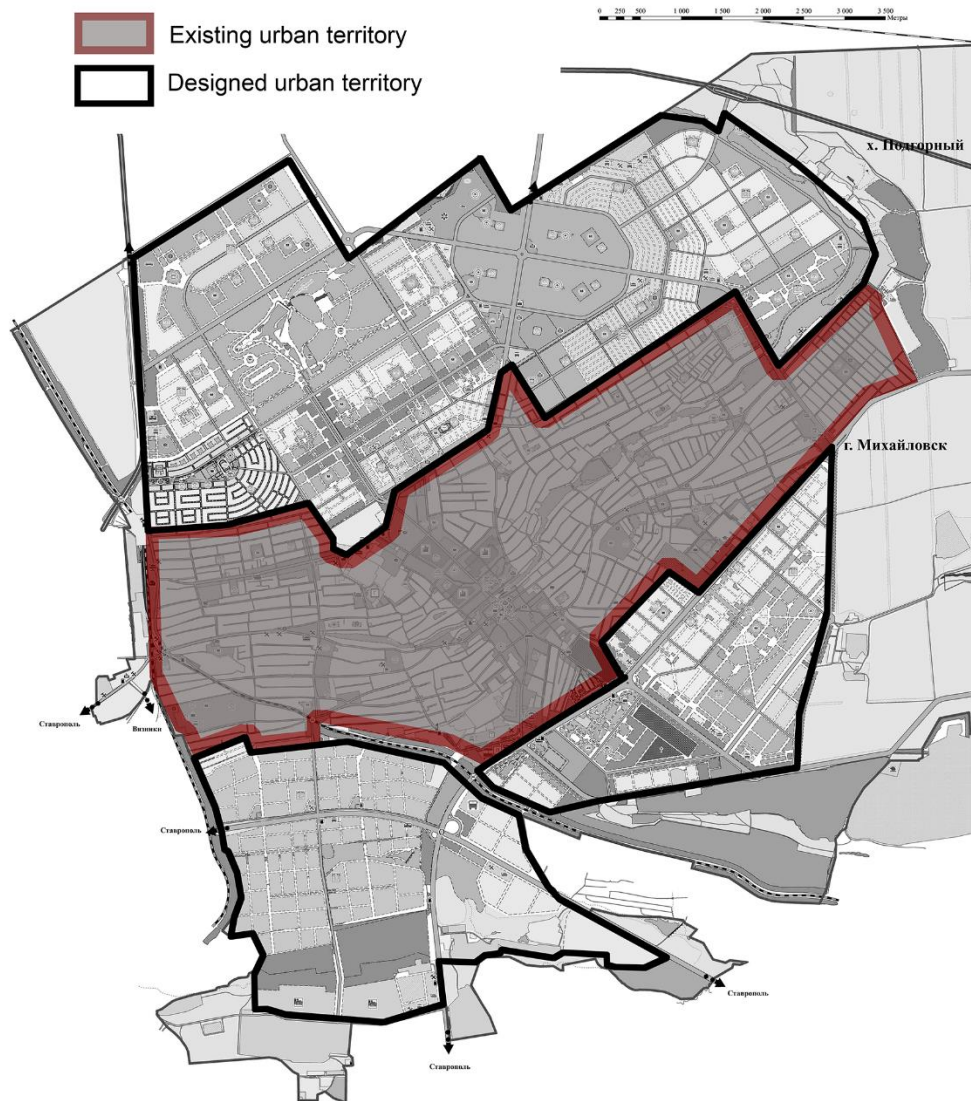 0 250 500 1 000 1 500 2 000 2 500 3 000 3 500
Метры
Existing urban territory
Designed urban territory
х. Подгорный
г. Михайловск
Ставрополь
Вязники
Ставрополь
Ставрополь
Ставрополь